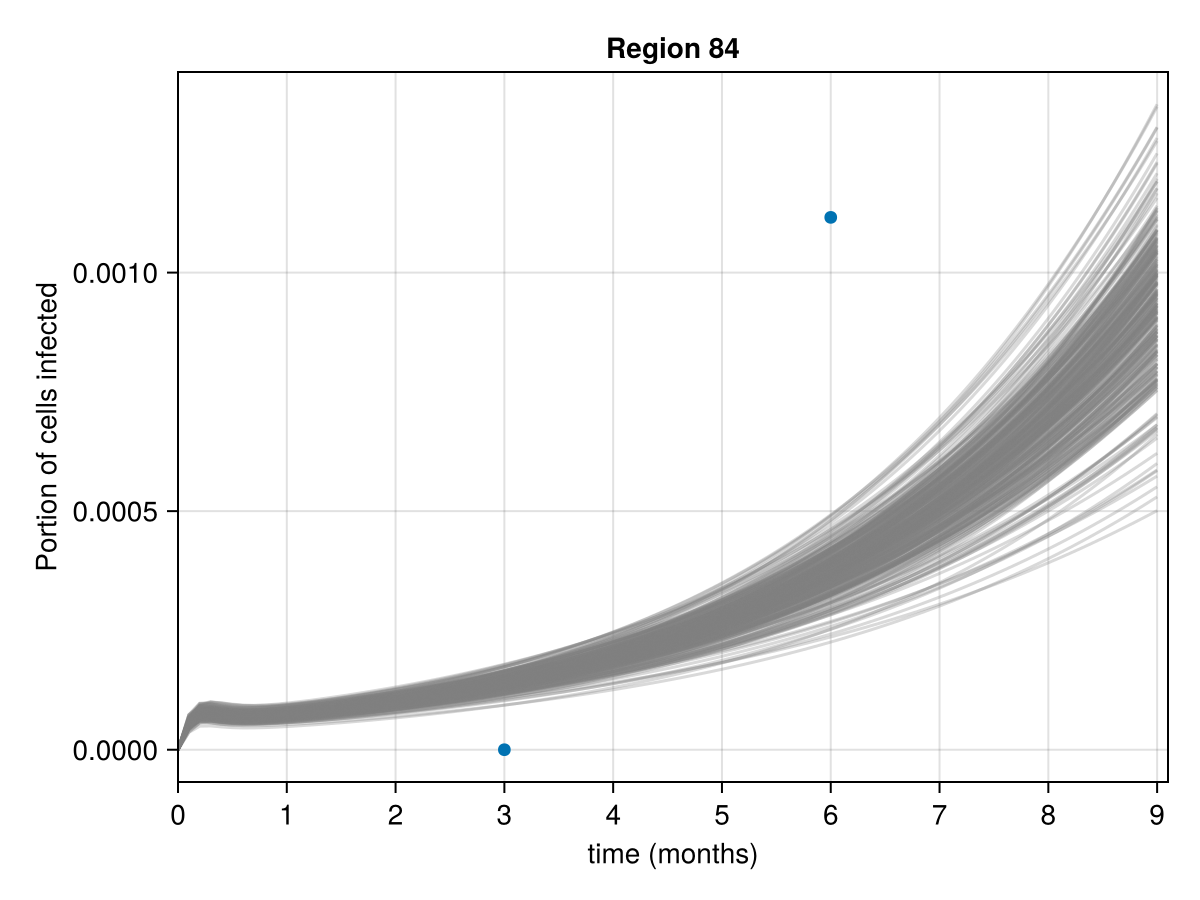 Region 84
Portion of cells infected
0.0010
0.0005
0.0000
0 1 2 3 4 5 6 7 8 9
time (months)